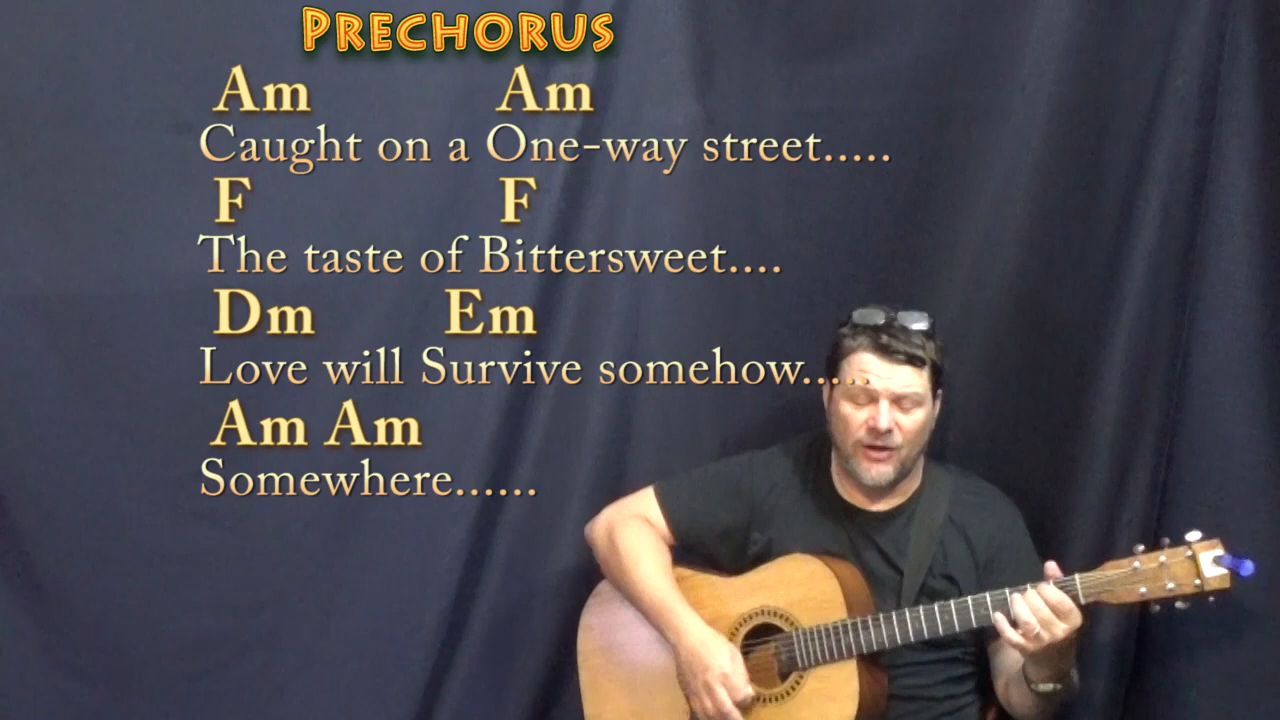 PRECHORUS
Am Am
Caught on a One-way street.....
F F
The taste of Bittersweet....
Dm Em
Love will Survive somehow.....
Am Am
Somewhere......